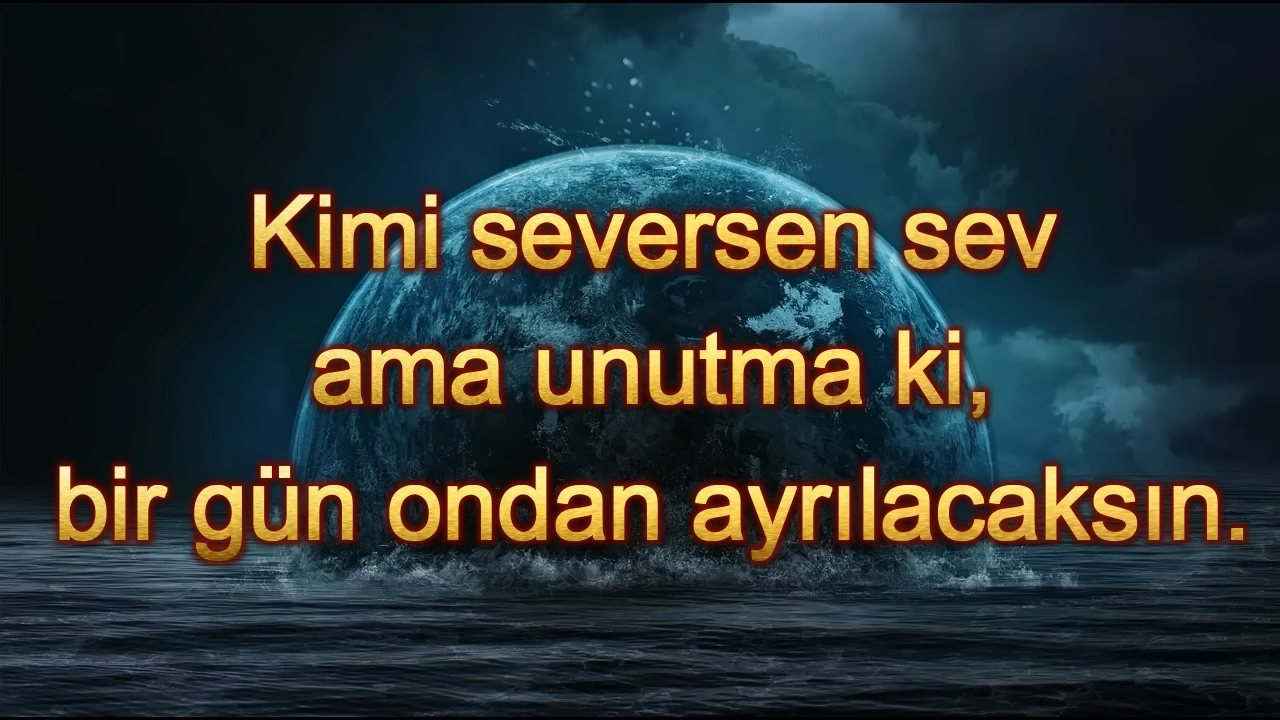 Kimi seversen sev
ama unutma ki,
bir gün ondan ayrılacaksın.